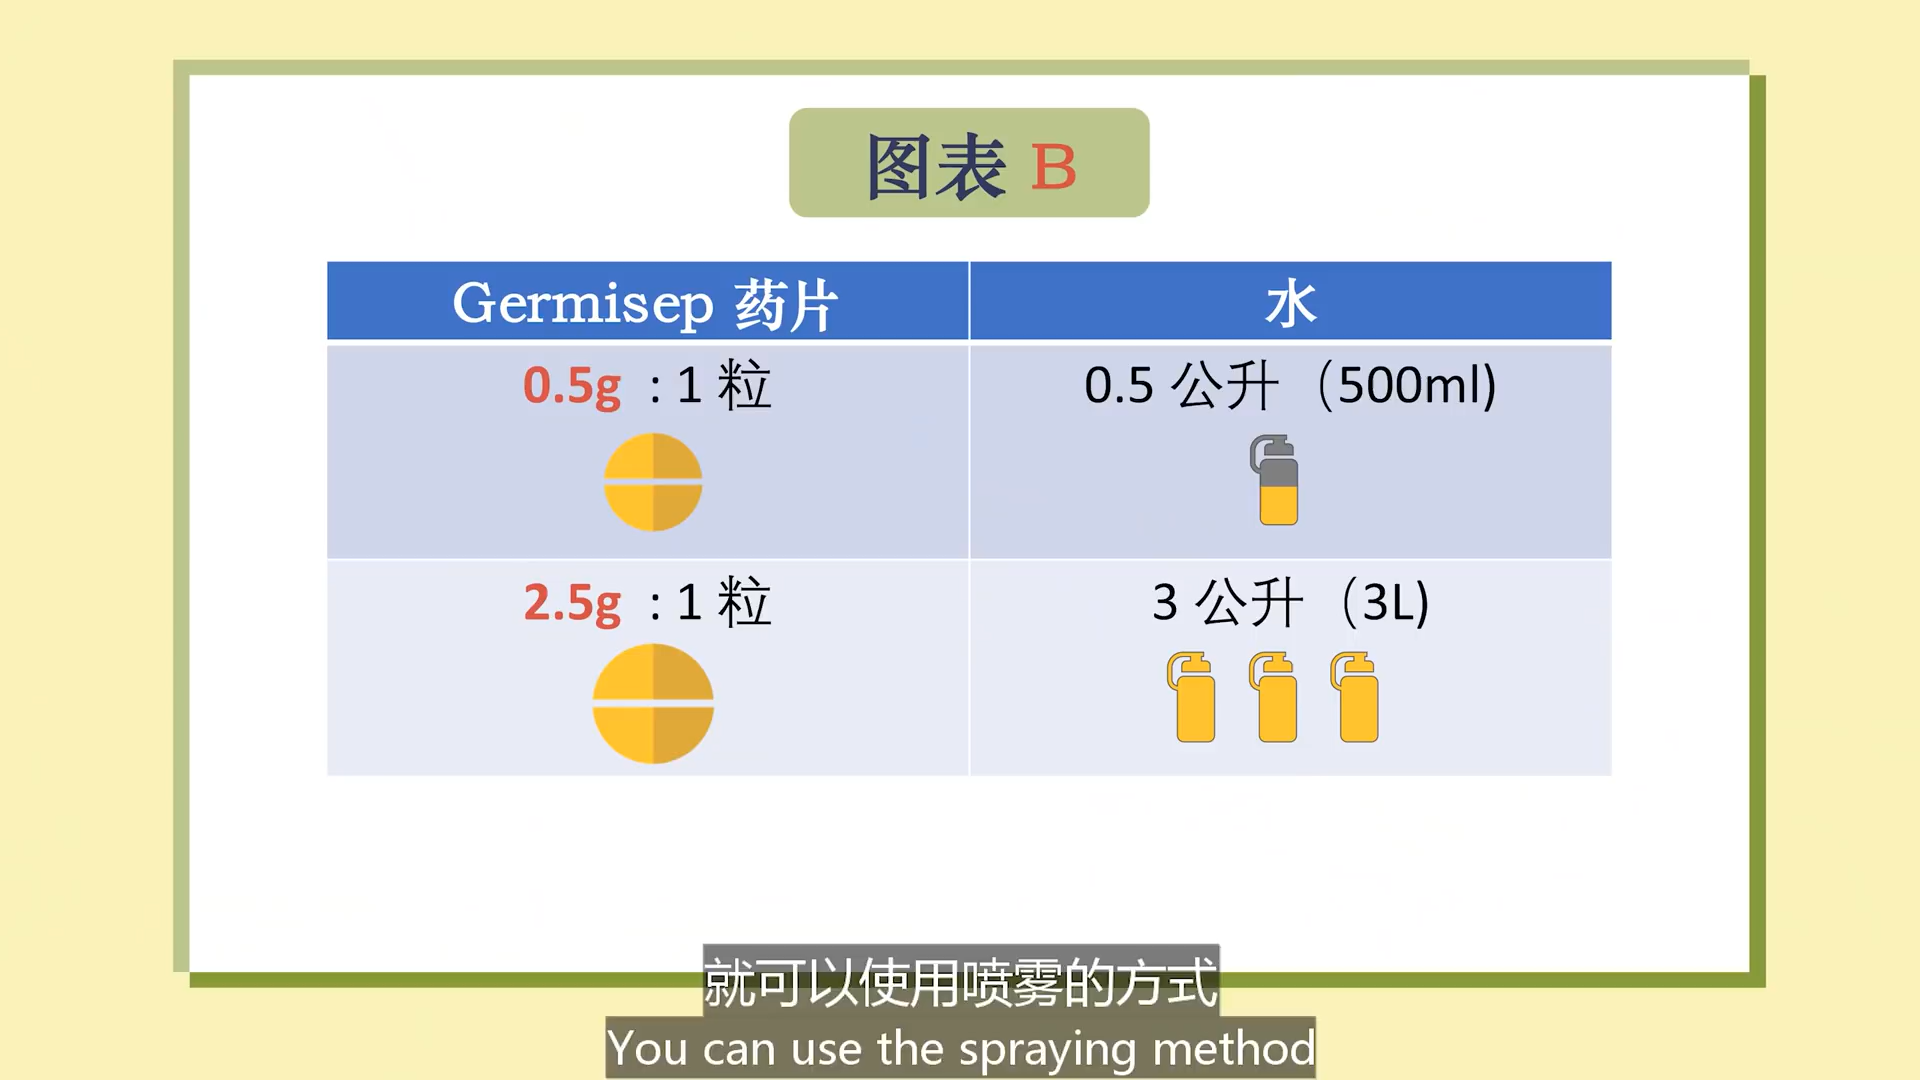 图表 B
Germisep 药片
水
0.5g : 1 粒
0.5 公升（500ml)
2.5g : 1 粒
3 公升（3L)
就可以使用喷雾的方式
You can use the spraying method